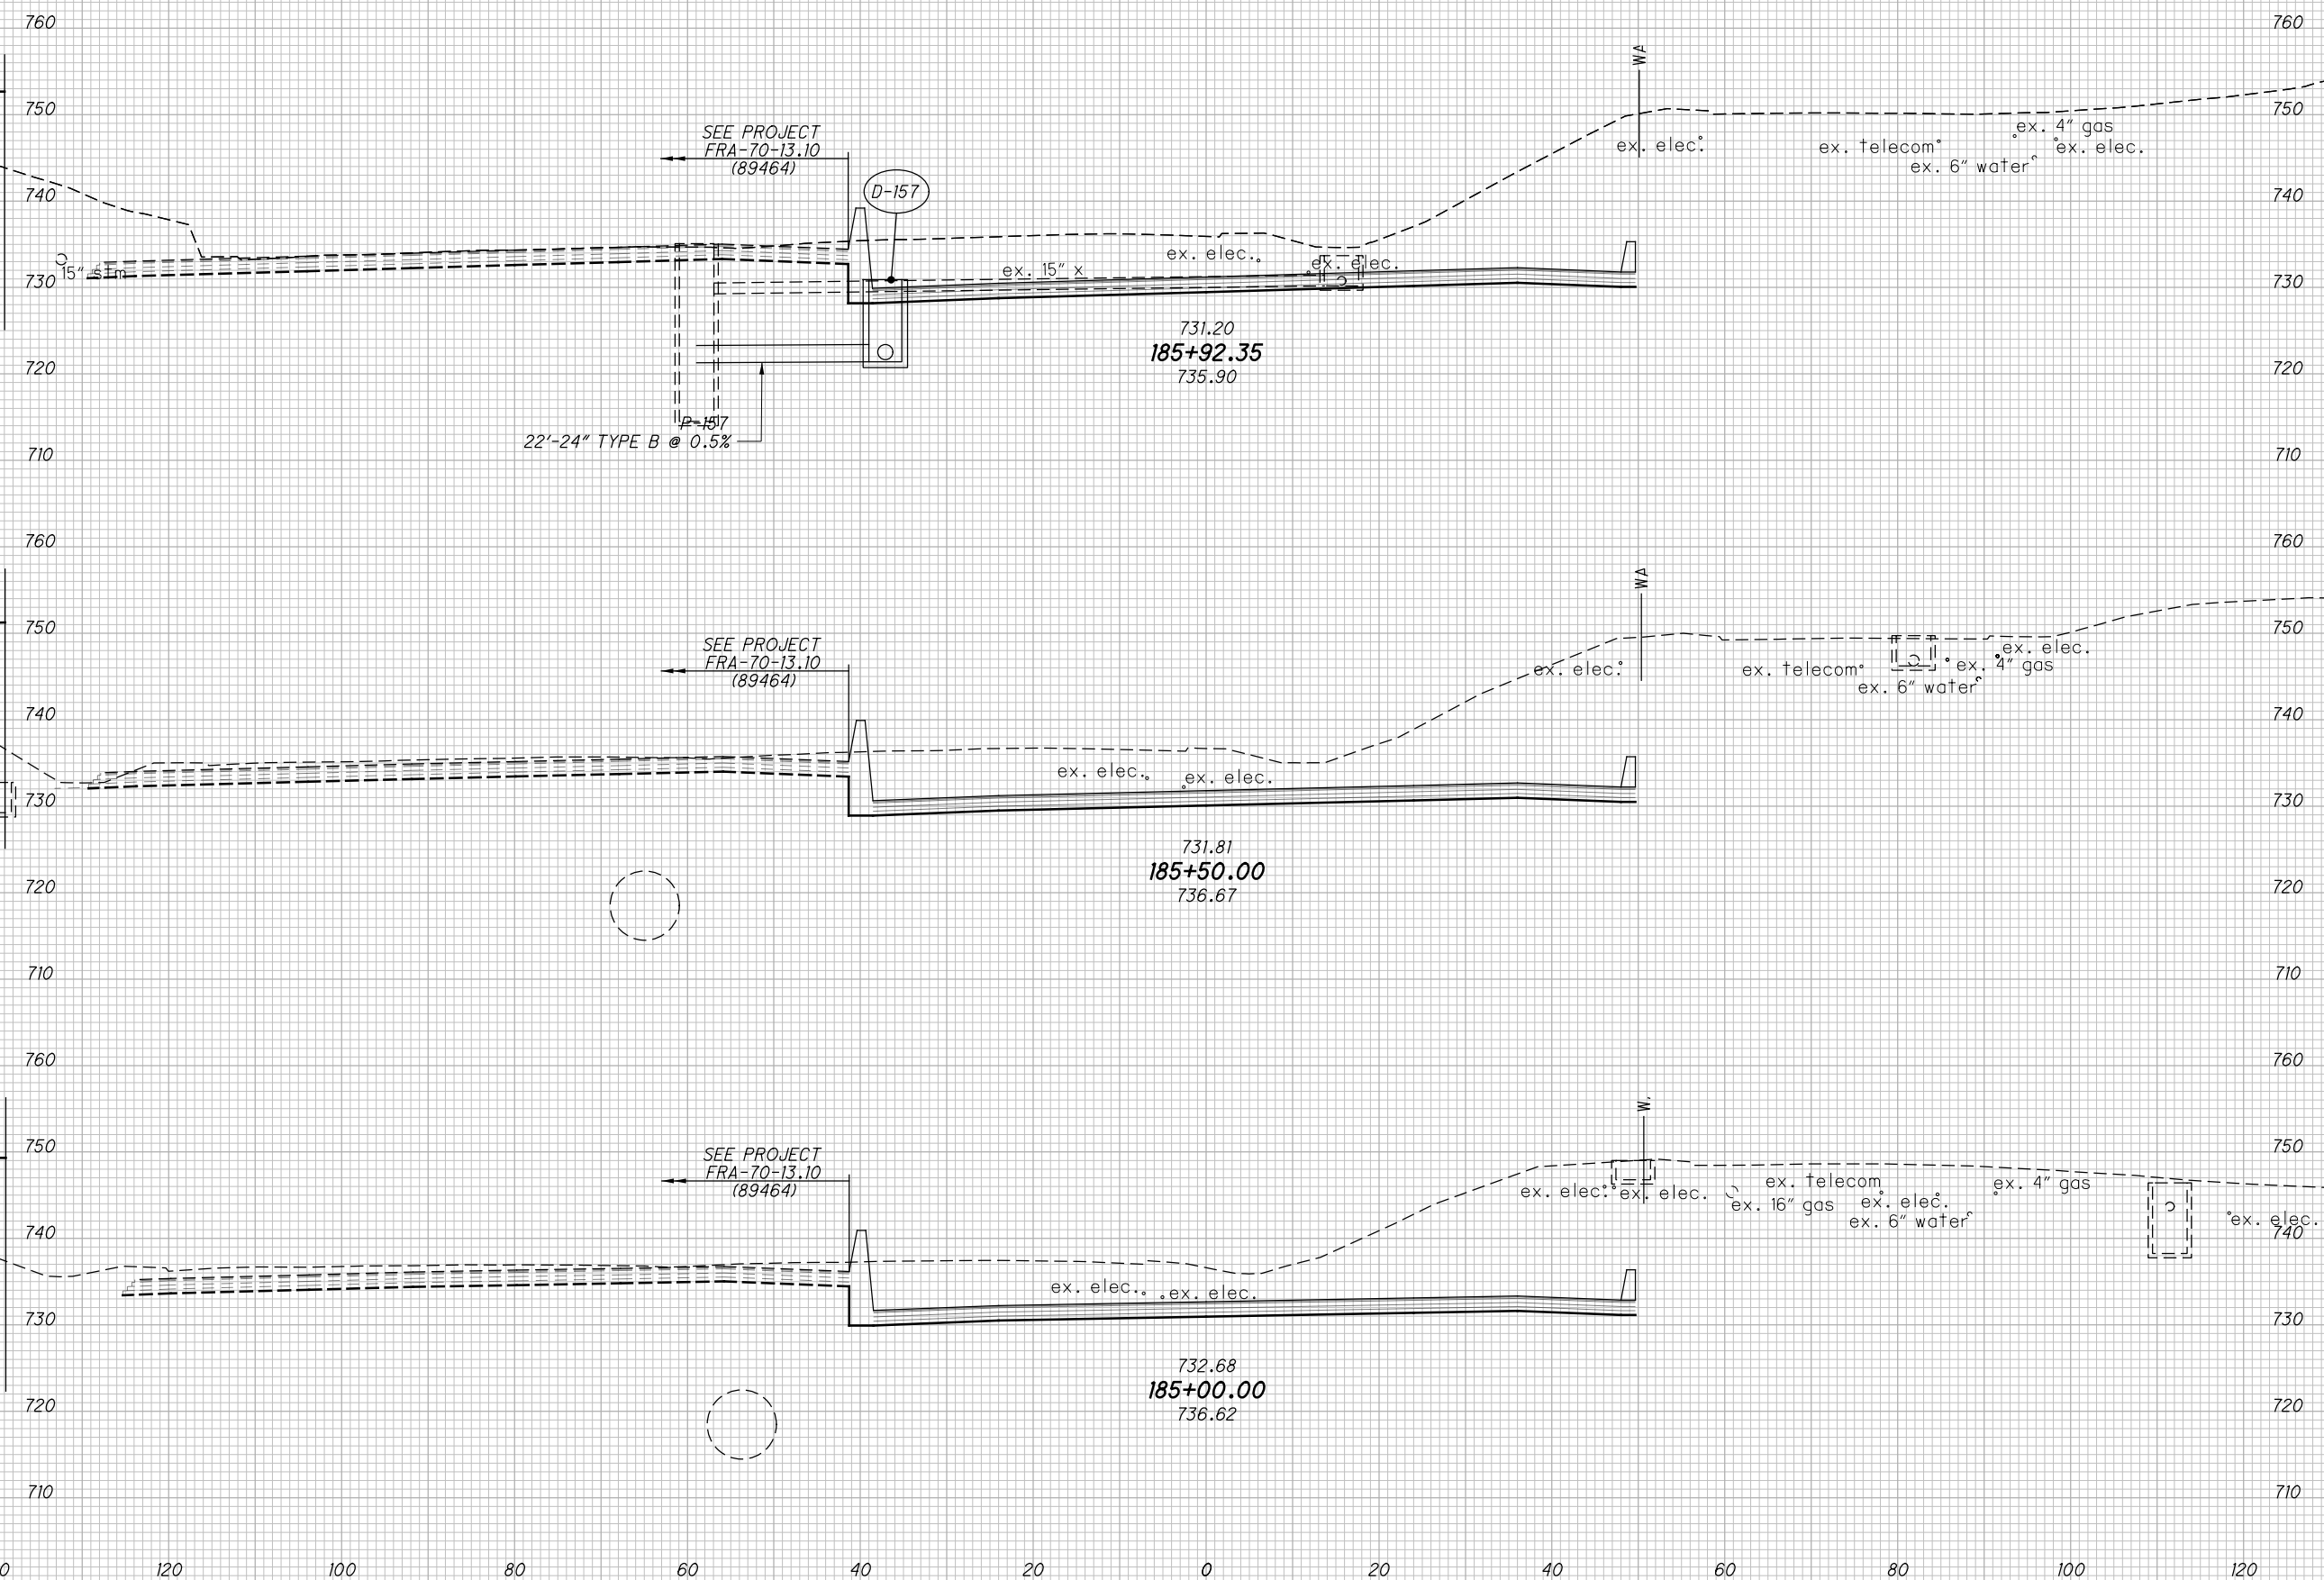 760 760
WA
750 750
SEE PROJECT
FRA-70-13.10
(89464)
ex. 4" gas
ex. elec. ex. telecom ex. elec.
ex. 6" water
D-157
740 740
ex. elec.
ex. elec.
15" stm ex. 15" x
730 730
731.20
185+92.35
735.90
720 720
P-157
22'-24" TYPE B @ 0.5%
710 710
760 760
WA
750 750
SEE PROJECT
FRA-70-13.10
(89464)
ex. elec.
ex. elec. ex. telecom ex. 4" gas
ex. 6" water
740 740
ex. elec. ex. elec.
730 730
731.81
185+50.00
736.67
720 720
710 710
760 760
W
750 750
SEE PROJECT
FRA-70-13.10
(89464)
ex. telecom ex. 4" gas
ex. elec. ex. elec.
ex. 16" gas ex. elec.
ex. 6" water ex. elec.
740 740
ex. elec. ex. elec.
730 730
732.68
185+00.00
736.62
720 720
710 710
0 120 100 80 60 40 20 0 20 40 60 80 100 120